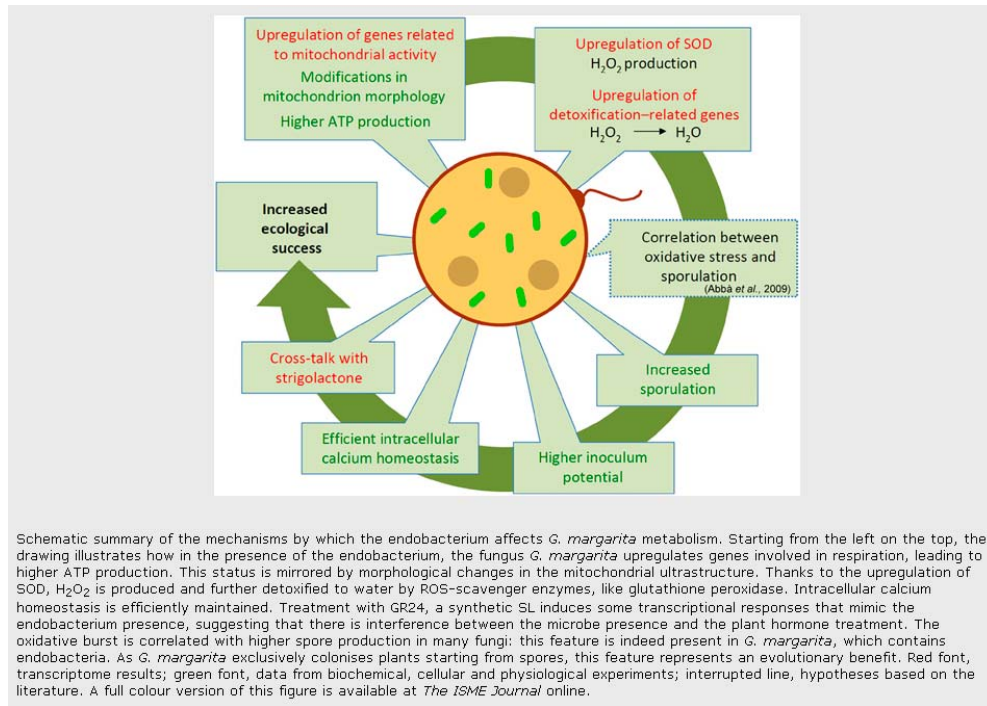 Upregulation of genes related
to mitochondrial activity
Modifications in
mitochondrion morphology
Higher ATP production
Upregulation of SOD
H₂O₂ production
Upregulation of
detoxification–related genes
H₂O₂ → H₂O
Increased
ecological
success
Correlation between
oxidative stress and
sporulation
(Abbà et al., 2009)
Cross-talk with
strigolactone
Increased
sporulation
Efficient intracellular
calcium homeostasis
Higher inoculum
potential
Schematic summary of the mechanisms by which the endobacterium affects G. margarita metabolism. Starting from the left on the top, the
drawing illustrates how in the presence of the endobacterium, the fungus G. margarita upregulates genes involved in respiration, leading to
higher ATP production. This status is mirrored by morphological changes in the mitochondrial ultrastructure. Thanks to the upregulation of
SOD, H₂O₂ is produced and further detoxified to water by ROS-scavenger enzymes, like glutathione peroxidase. Intracellular calcium
homeostasis is efficiently maintained. Treatment with GR24, a synthetic SL induces some transcriptional responses that mimic the
endobacterium presence, suggesting that there is interference between the microbe presence and the plant hormone treatment. The
oxidative burst is correlated with higher spore production in many fungi: this feature is indeed present in G. margarita, which contains
endobacteria. As G. margarita exclusively colonises plants starting from spores, this feature represents an evolutionary benefit. Red font,
transcriptome results; green font, data from biochemical, cellular and physiological experiments; interrupted line, hypotheses based on the
literature. A full colour version of this figure is available at The ISME Journal online.